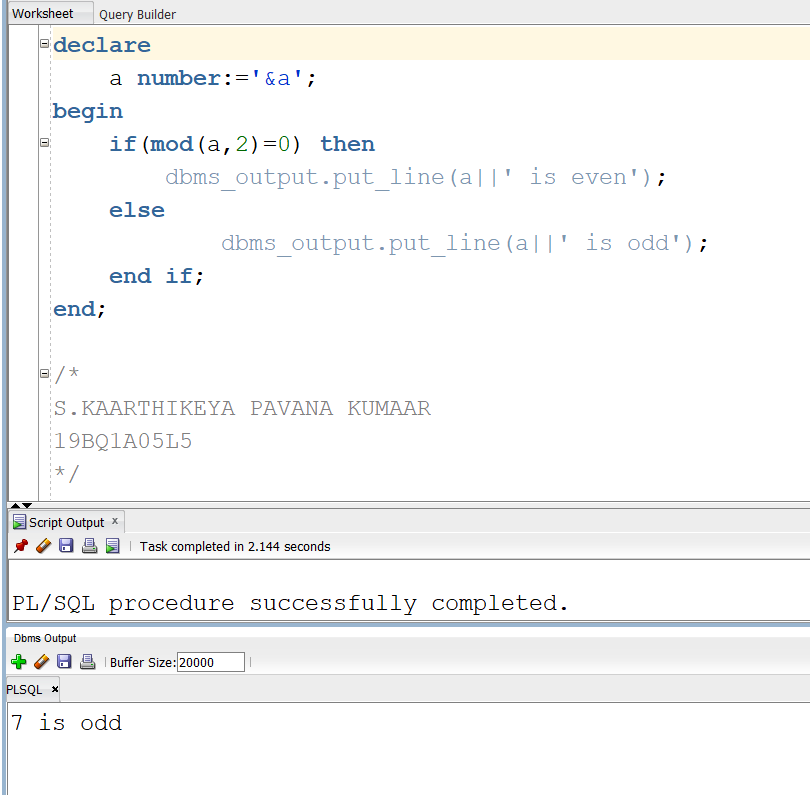 Worksheet Query Builder
declare
    a number:='&a';
begin
    if(mod(a,2)=0) then
        dbms_output.put_line(a||' is even');
    else
            dbms_output.put_line(a||' is odd');
    end if;
end;
/*
S.KAARTHIKEYA PAVANA KUMAAR
19BQ1A05L5
*/
Script Output x
Task completed in 2.144 seconds
PL/SQL procedure successfully completed.
Dbms Output
Buffer Size: 20000
PLSQL x
7 is odd